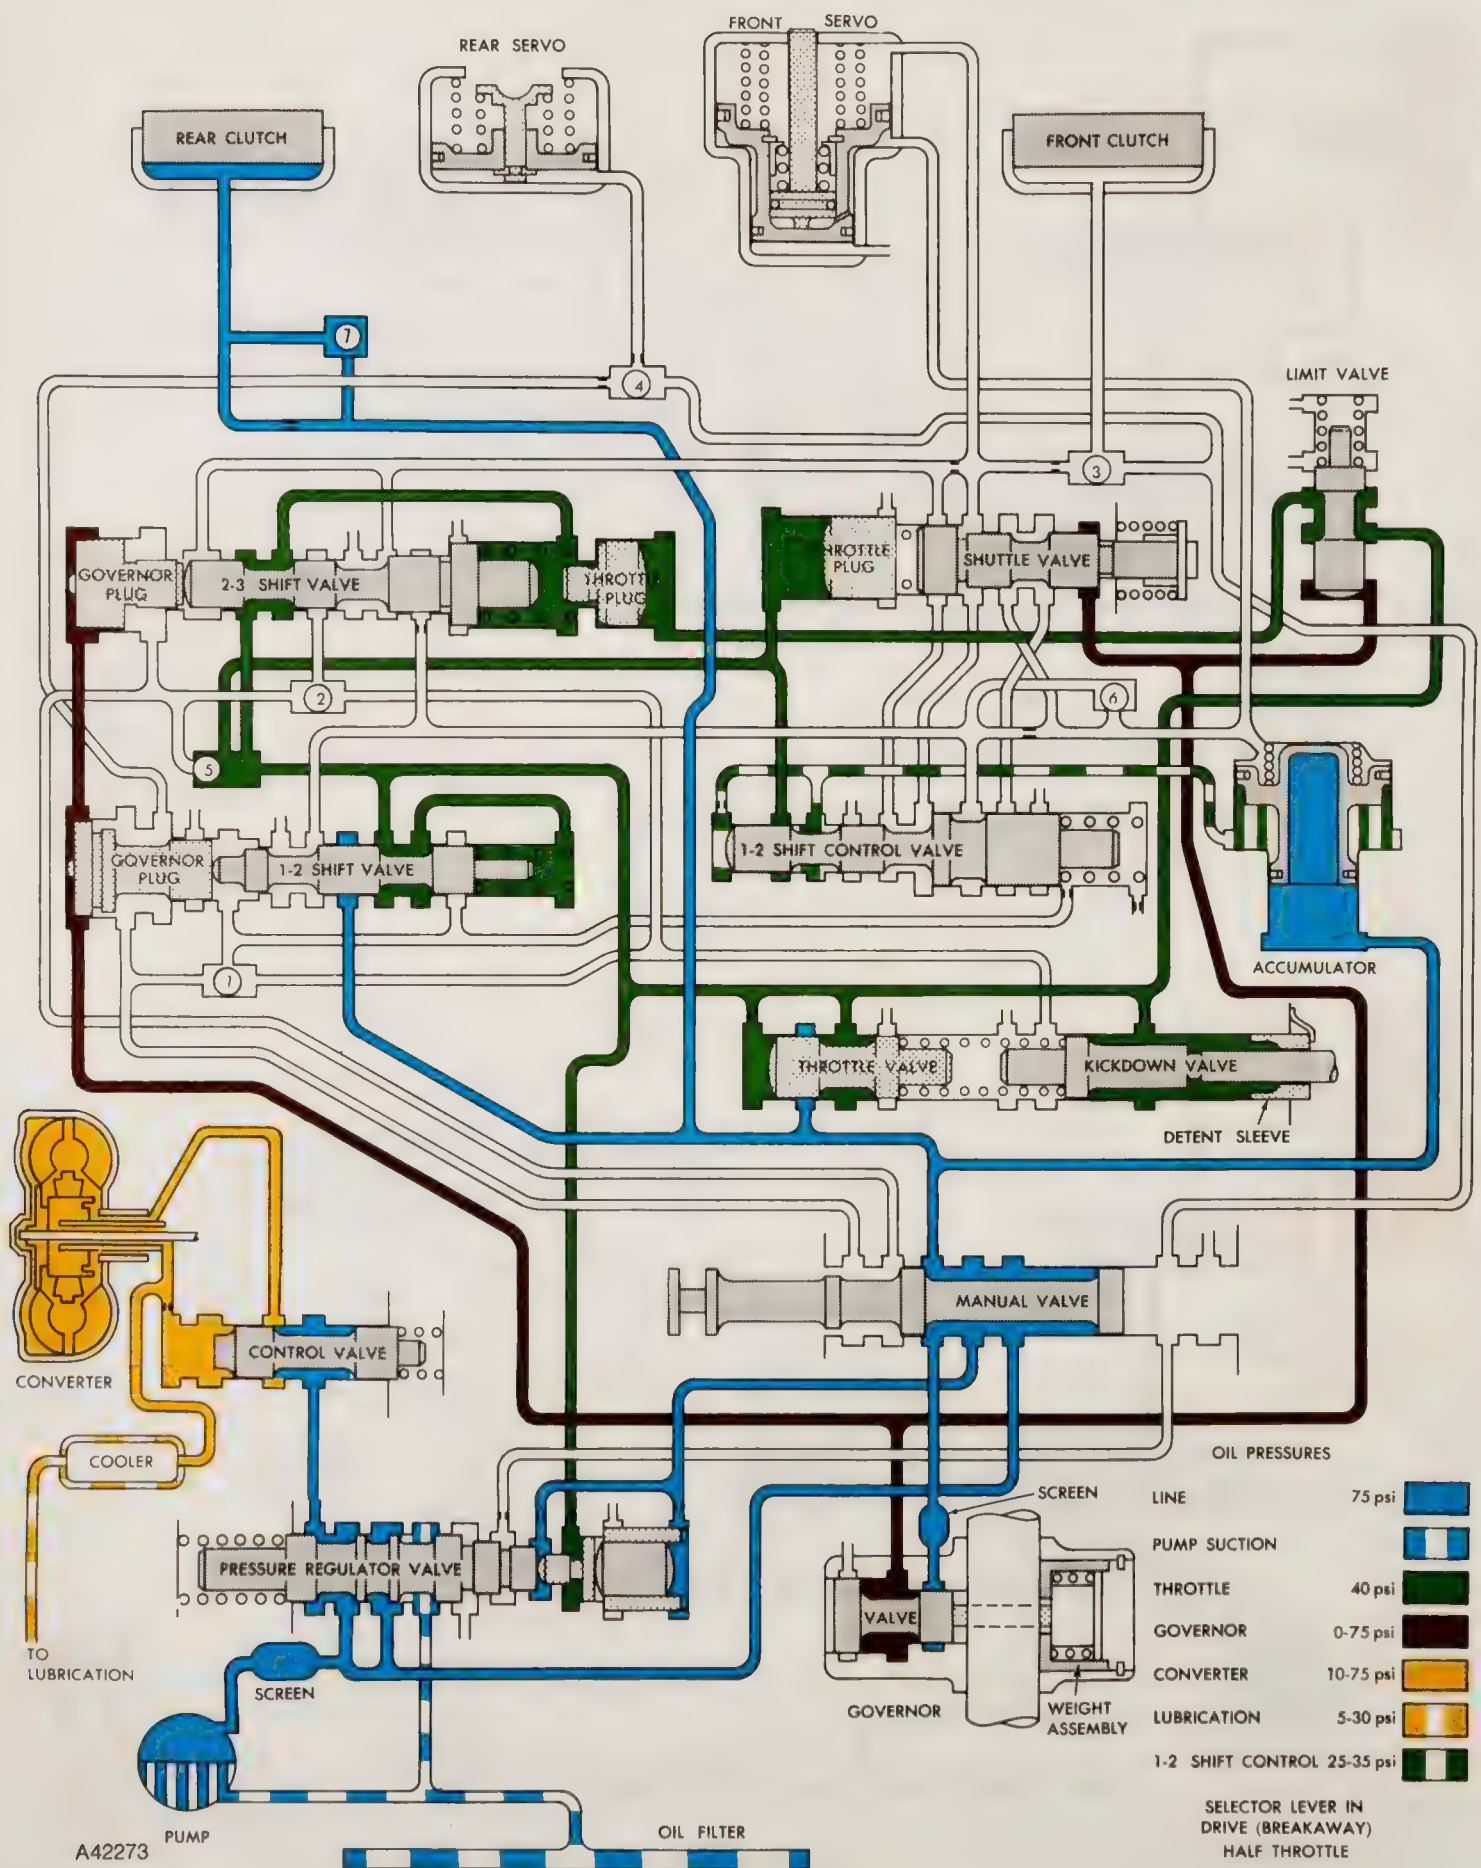 FRONT SERVO
REAR SERVO
REAR CLUTCH
FRONT CLUTCH
7
4
LIMIT VALVE
3
GOVERNOR
PLUG
2-3 SHIFT VALVE
THROTTLE
PLUG
THROTTLE
PLUG
SHUTTLE VALVE
2
6
5
GOVERNOR
PLUG
1-2 SHIFT VALVE
1-2 SHIFT CONTROL VALVE
1
ACCUMULATOR
THROTTLE VALVE
KICKDOWN VALVE
DETENT SLEEVE
MANUAL VALVE
CONTROL VALVE
CONVERTER
COOLER
TO
LUBRICATION
PRESSURE REGULATOR VALVE
SCREEN
PUMP
OIL FILTER
A42273
SCREEN
VALVE
GOVERNOR
WEIGHT
ASSEMBLY
OIL PRESSURES
LINE 75 psi
PUMP SUCTION
THROTTLE 40 psi
GOVERNOR 0-75 psi
CONVERTER 10-75 psi
LUBRICATION 5-30 psi
1-2 SHIFT CONTROL 25-35 psi
SELECTOR LEVER IN
DRIVE (BREAKAWAY)
HALF THROTTLE